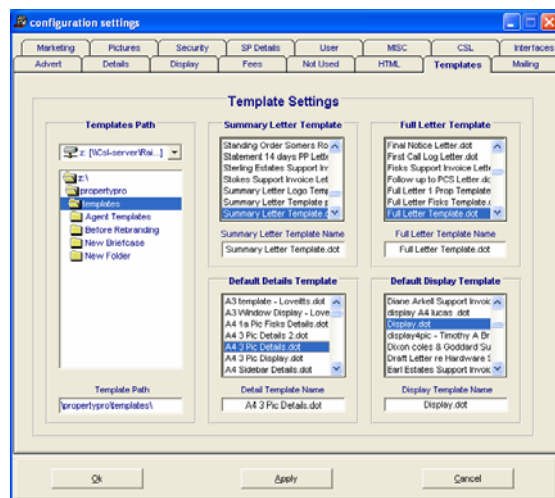 configuration settings
Marketing Pictures Security SP Details User MISC CSL Interfaces
Advert Details Display Fees Not Used HTML Templates Mailing
Template Settings
Templates Path
z: [\\Csl-server\Rai...]
z:\
propertypro
templates
Agent Templates
Before Rebranding
New Briefcase
New Folder
Template Path
\propertypro\templates\
Summary Letter Template
Standing Order Somers Ro
Statement 14 days PP Lette
Sterling Estates Support Inv
Stokes Support Invoice Lett
Summary Letter Logo Temp
Summary Letter Template p
Summary Letter Template.d
Summary Letter Template Name
Summary Letter Template.dot
Full Letter Template
Final Notice Letter.dot
First Call Log Letter.dot
Fisks Support Invoice Lett
Follow up to PCS Letter.dc
Full Letter 1 Prop Template
Full Letter Fisks Template.
Full Letter Template.dot
Full Letter Template Name
Full Letter Template.dot
Default Details Template
A3 template - Lovetts.dot
A3 Window Display - Love
A4 1a Pic Fisks Details.dot
A4 3 Pic Details 2.dot
A4 3 Pic Details.dot
A4 3 Pic Display.dot
A4 Sidebar Details.dot
Detail Template Name
A4 3 Pic Details.dot
Default Display Template
Diane Arkell Support Invoic
display A4 lucas .dot
Display.dot
display4pic - Timothy A Br
Dixon coles & Goddard Su
Draft Letter re Hardware S
Earl Estates Support Invoic
Display Template Name
Display.dot
Ok Apply Cancel